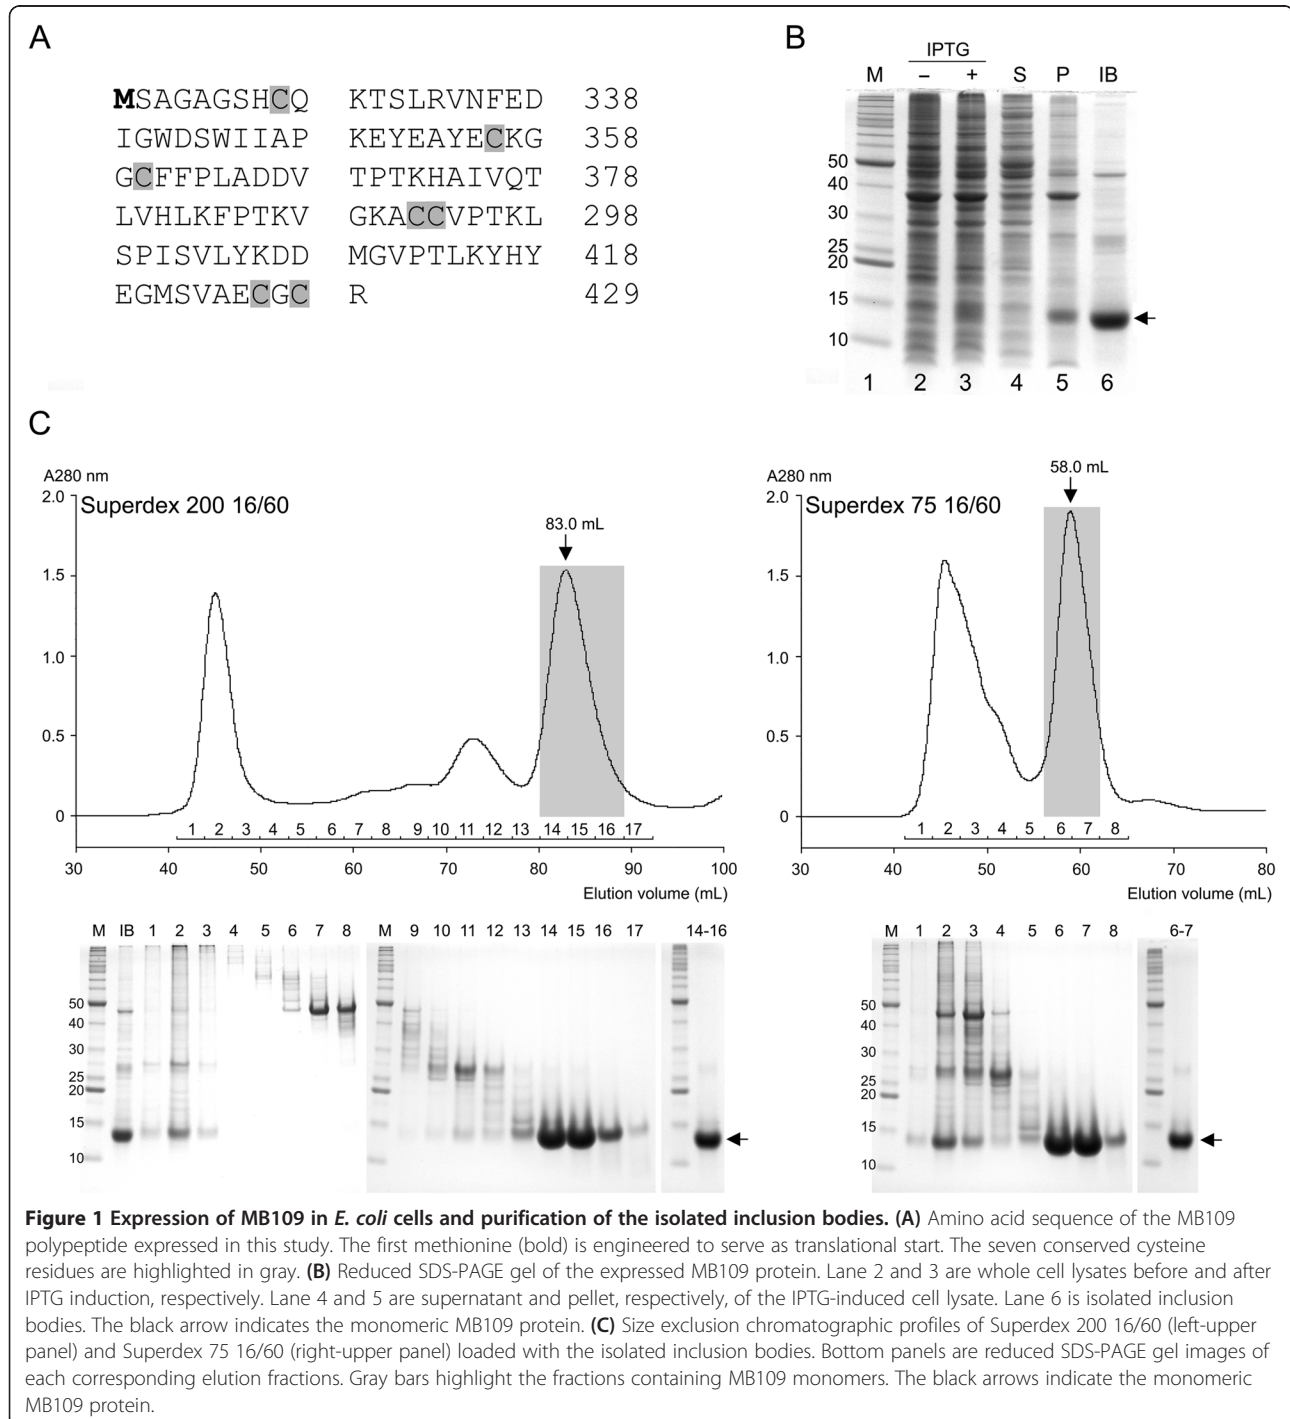 A
MSAGAGSHCQ KTSLRVNFED 338
IGWDSWIIAP KEYEAYECKG 358
GCFFPLADDV TPTKHAIVQT 378
LVHLKFPTKV GKACCVPTKL 298
SPISVLYKDD MGVPTLKYHY 418
EGMSVAECGC R 429
B
IPTG
M – + S P IB
50
40
30
25
20
15
10
1 2 3 4 5 6
C
A280 nm
Superdex 200 16/60
83.0 mL
2.0
1.5
1.0
0.5
0
1 2 3 4 5 6 7 8 9 10 11 12 13 14 15 16 17
30 40 50 60 70 80 90 100
Elution volume (mL)
A280 nm
Superdex 75 16/60
58.0 mL
2.0
1.5
1.0
0.5
0
1 2 3 4 5 6 7 8
30 40 50 60 70 80
Elution volume (mL)
M IB 1 2 3 4 5 6 7 8 M 9 10 11 12 13 14 15 16 17 14-16
50
40
30
25
20
15
10
M 1 2 3 4 5 6 7 8 6-7
50
40
30
25
20
15
10
Figure 1 Expression of MB109 in E. coli cells and purification of the isolated inclusion bodies. (A) Amino acid sequence of the MB109
polypeptide expressed in this study. The first methionine (bold) is engineered to serve as translational start. The seven conserved cysteine
residues are highlighted in gray. (B) Reduced SDS-PAGE gel of the expressed MB109 protein. Lane 2 and 3 are whole cell lysates before and after
IPTG induction, respectively. Lane 4 and 5 are supernatant and pellet, respectively, of the IPTG-induced cell lysate. Lane 6 is isolated inclusion
bodies. The black arrow indicates the monomeric MB109 protein. (C) Size exclusion chromatographic profiles of Superdex 200 16/60 (left-upper
panel) and Superdex 75 16/60 (right-upper panel) loaded with the isolated inclusion bodies. Bottom panels are reduced SDS-PAGE gel images of
each corresponding elution fractions. Gray bars highlight the fractions containing MB109 monomers. The black arrows indicate the monomeric
MB109 protein.